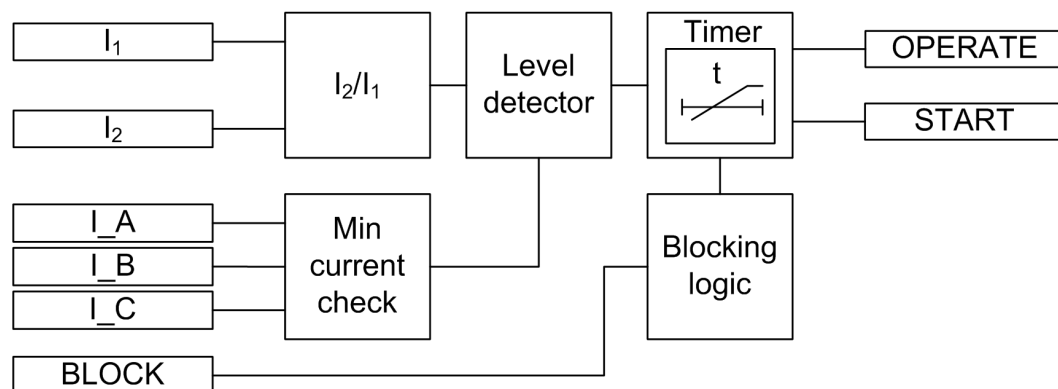 I₁
I₂
I₂/I₁
Level
detector
Timer
t
OPERATE
START
I_A
I_B
I_C
Min
current
check
Blocking
logic
BLOCK